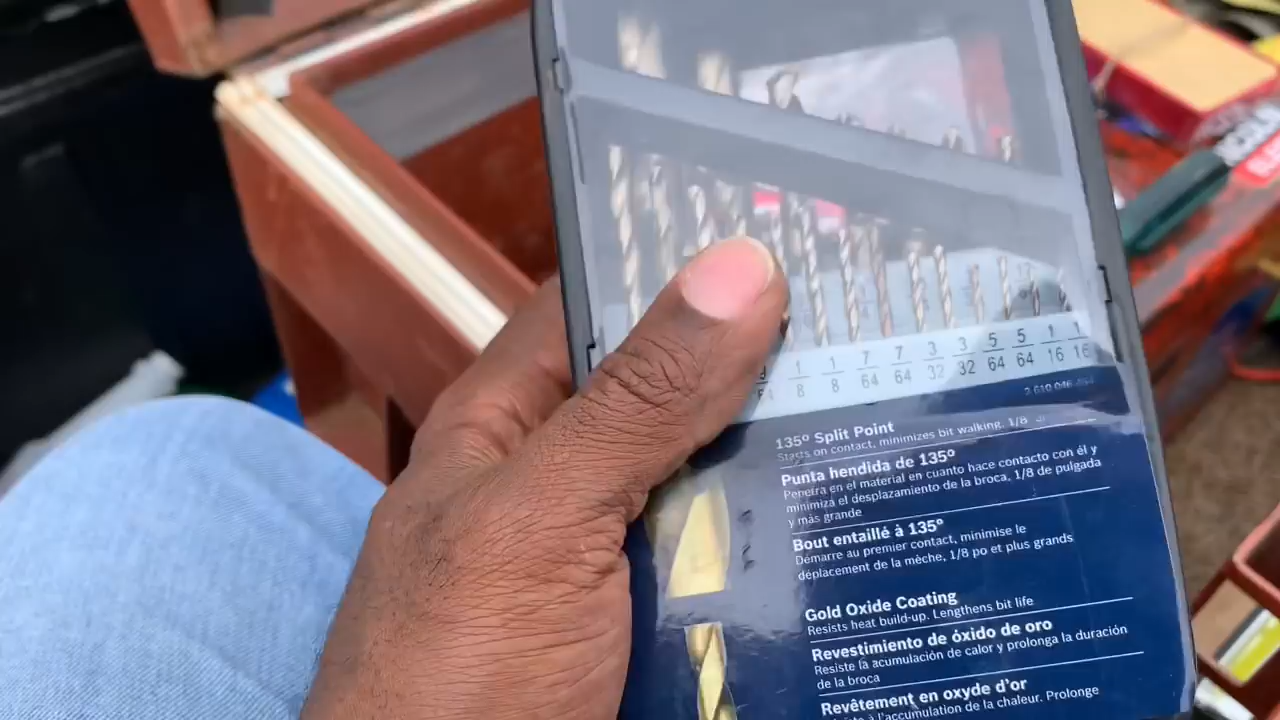 1 1 7 7 3 3 5 5 1 1
8 8 64 64 32 32 64 64 16 16
2 610 046
135º Split Point
Starts on contact, minimizes bit walking. 1/8
Punta hendida de 135º
Penetra en el material en cuanto hace contacto con él y
minimiza el desplazamiento de la broca, 1/8 de pulgada
y más grande
Bout entaillé à 135º
Démarre au premier contact, minimise le
déplacement de la mèche, 1/8 po et plus grands
Gold Oxide Coating
Resists heat build-up. Lengthens bit life
Revestimiento de óxido de oro
Resiste la acumulación de calor y prolonga la duración
de la broca
Revêtement en oxyde d'or
à l'accumulation de la chaleur. Prolonge